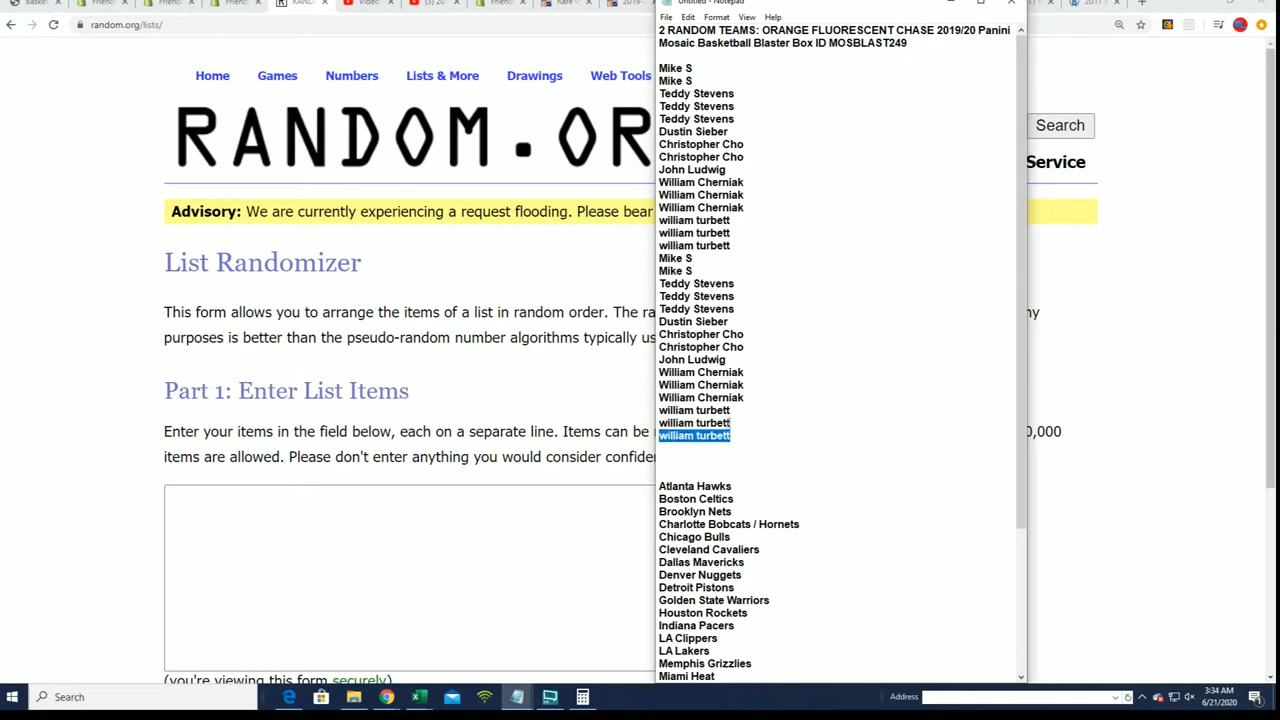 Video
random.org/lists/
Home Games Numbers Lists & More Drawings Web Tools
RANDOM.OR
Search
Service
Advisory: We are currently experiencing a request flooding. Please bear
List Randomizer
This form allows you to arrange the items of a list in random order. The ra
ny
purposes is better than the pseudo-random number algorithms typically us
Part 1: Enter List Items
Enter your items in the field below, each on a separate line. Items can be
0,000
items are allowed. Please don't enter anything you would consider confide
(you're viewing this form securely)
Untitled - Notepad
File Edit Format View Help
2 RANDOM TEAMS: ORANGE FLUORESCENT CHASE 2019/20 Panini
Mosaic Basketball Blaster Box ID MOSBLAST249
Mike S
Mike S
Teddy Stevens
Teddy Stevens
Teddy Stevens
Dustin Sieber
Christopher Cho
Christopher Cho
John Ludwig
William Cherniak
William Cherniak
William Cherniak
william turbett
william turbett
william turbett
Mike S
Mike S
Teddy Stevens
Teddy Stevens
Teddy Stevens
Dustin Sieber
Christopher Cho
Christopher Cho
John Ludwig
William Cherniak
William Cherniak
William Cherniak
william turbett
william turbett
william turbett
Atlanta Hawks
Boston Celtics
Brooklyn Nets
Charlotte Bobcats / Hornets
Chicago Bulls
Cleveland Cavaliers
Dallas Mavericks
Denver Nuggets
Detroit Pistons
Golden State Warriors
Houston Rockets
Indiana Pacers
LA Clippers
LA Lakers
Memphis Grizzlies
Miami Heat
Search
Address
3:34 AM
6/21/2020